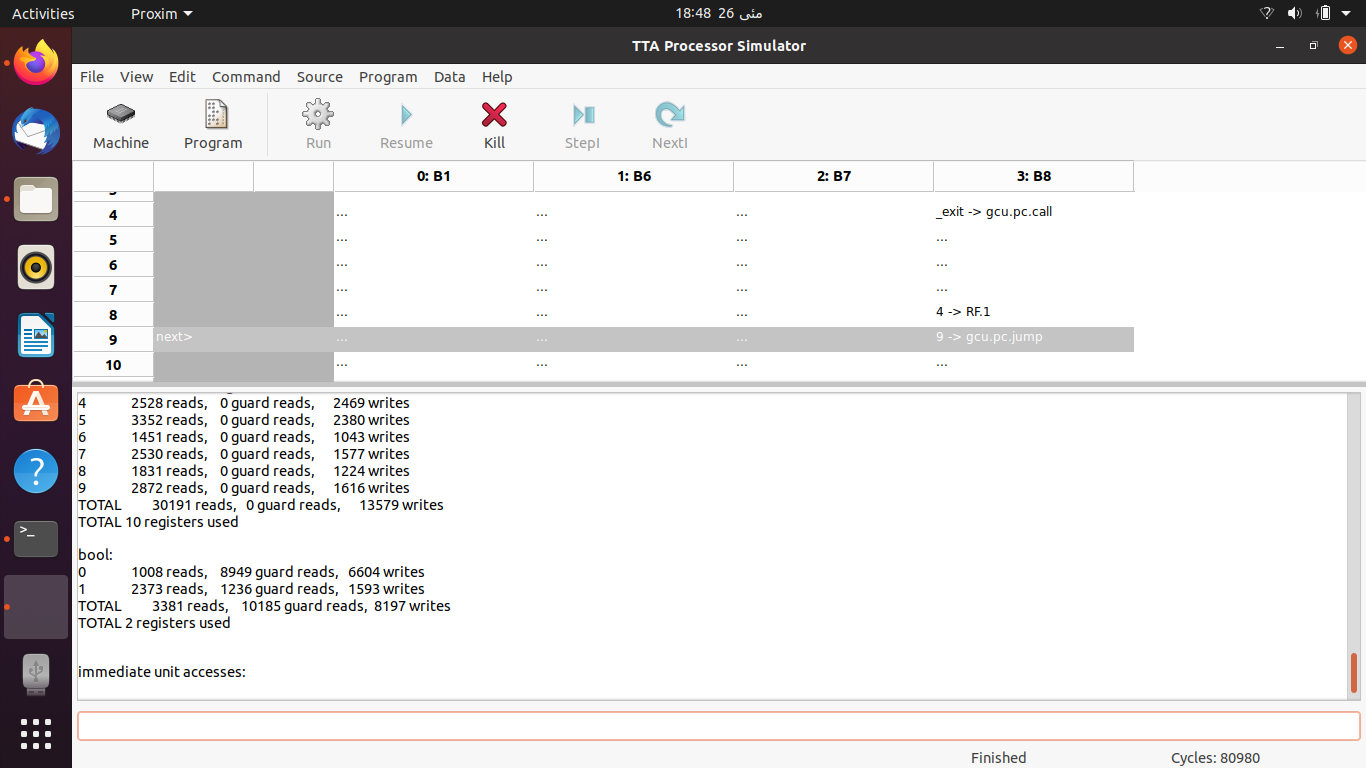 Activities Proxim 18:48 26 مئی
TTA Processor Simulator
File View Edit Command Source Program Data Help
Machine Program Run Resume Kill StepI NextI
0: B1 1: B6 2: B7 3: B8
4 ... ... ... _exit -> gcu.pc.call
5 ... ... ... ...
6 ... ... ... ...
7 ... ... ... ...
8 ... ... ... 4 -> RF.1
9 next> ... ... ... 9 -> gcu.pc.jump
10 ... ... ... ...
4 2528 reads, 0 guard reads, 2469 writes
5 3352 reads, 0 guard reads, 2380 writes
6 1451 reads, 0 guard reads, 1043 writes
7 2530 reads, 0 guard reads, 1577 writes
8 1831 reads, 0 guard reads, 1224 writes
9 2872 reads, 0 guard reads, 1616 writes
TOTAL 30191 reads, 0 guard reads, 13579 writes
TOTAL 10 registers used
bool:
0 1008 reads, 8949 guard reads, 6604 writes
1 2373 reads, 1236 guard reads, 1593 writes
TOTAL 3381 reads, 10185 guard reads, 8197 writes
TOTAL 2 registers used
immediate unit accesses:
Finished Cycles: 80980